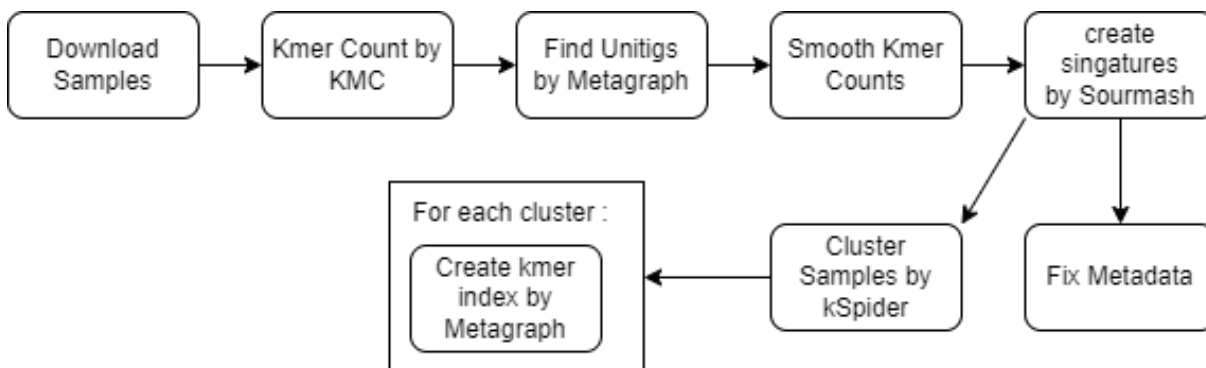 Download
Samples
Kmer Count by
KMC
Find Unitigs
by Metagraph
Smooth Kmer
Counts
create
singatures
by Sourmash
For each cluster :
Create kmer
index by
Metagraph
Cluster
Samples by
kSpider
Fix Metadata